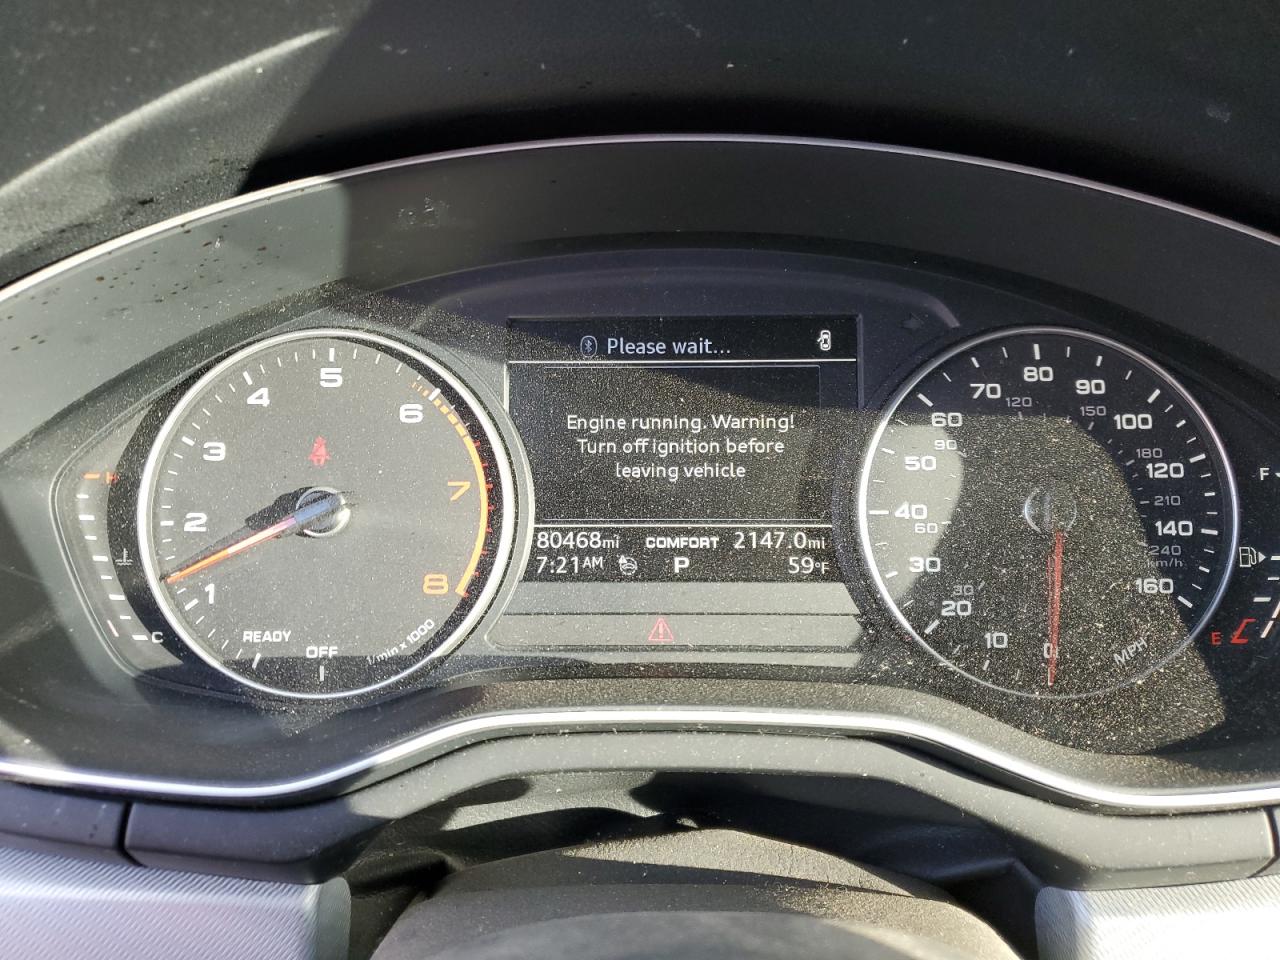 Please wait...
Engine running. Warning!
Turn off ignition before
leaving vehicle
80468mi COMFORT 2147.0mi
7:21AM P 59°F
H
C
READY
OFF
1
2
3
4
5
6
7
8
1/min x 1000
0
10
20
30
40
50
60
70
80
90
100
120
140
160
MPH
30
60
90
120
150
180
210
240
km/h
F
E